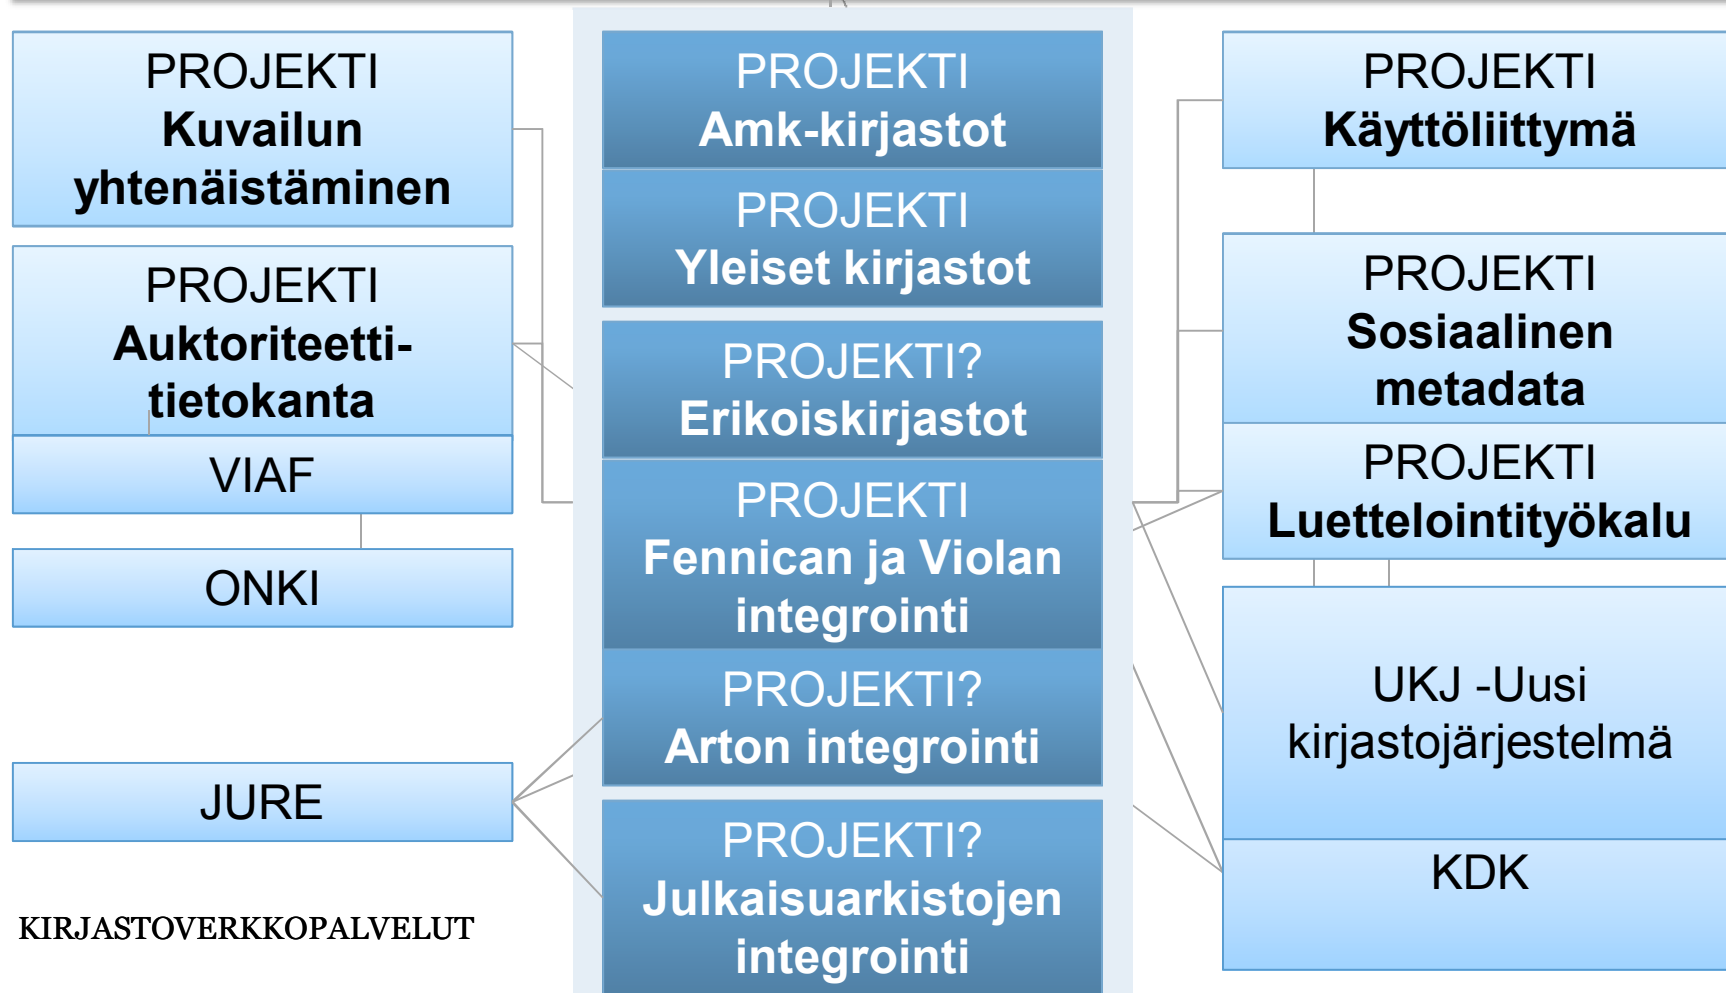 PROJEKTI
Kuvailun
yhtenäistäminen
PROJEKTI
Auktoriteetti-
tietokanta
VIAF
ONKI
JURE
KIRJASTOVERKKOPALVELUT
PROJEKTI
Amk-kirjastot
PROJEKTI
Yleiset kirjastot
PROJEKTI?
Erikoiskirjastot
PROJEKTI
Fennican ja Violan
integrointi
PROJEKTI?
Arton integrointi
PROJEKTI?
Julkaisuarkistojen
integrointi
PROJEKTI
Käyttöliittymä
PROJEKTI
Sosiaalinen
metadata
PROJEKTI
Luettelointityökalu
UKJ -Uusi
kirjastojärjestelmä
KDK